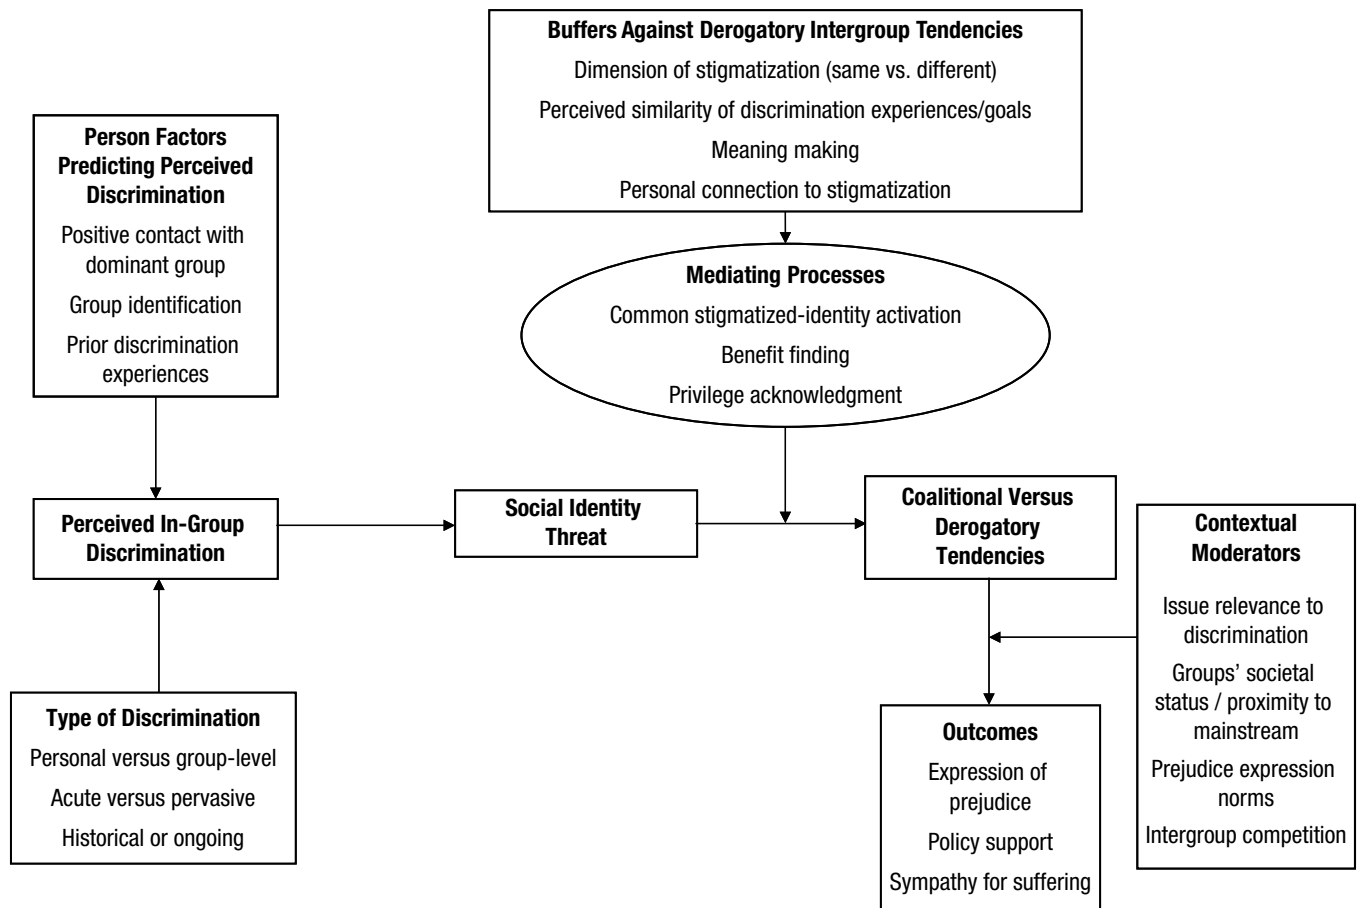 Buffers Against Derogatory Intergroup Tendencies
Dimension of stigmatization (same vs. different)
Perceived similarity of discrimination experiences/goals
Meaning making
Personal connection to stigmatization
Person Factors
Predicting Perceived
Discrimination
Positive contact with
dominant group
Group identification
Prior discrimination
experiences
Mediating Processes
Common stigmatized-identity activation
Benefit finding
Privilege acknowledgment
Perceived In-Group
Discrimination
Social Identity
Threat
Coalitional Versus
Derogatory
Tendencies
Contextual
Moderators
Issue relevance to
discrimination
Groups’ societal
status / proximity to
mainstream
Prejudice expression
norms
Intergroup competition
Type of Discrimination
Personal versus group-level
Acute versus pervasive
Historical or ongoing
Outcomes
Expression of
prejudice
Policy support
Sympathy for suffering